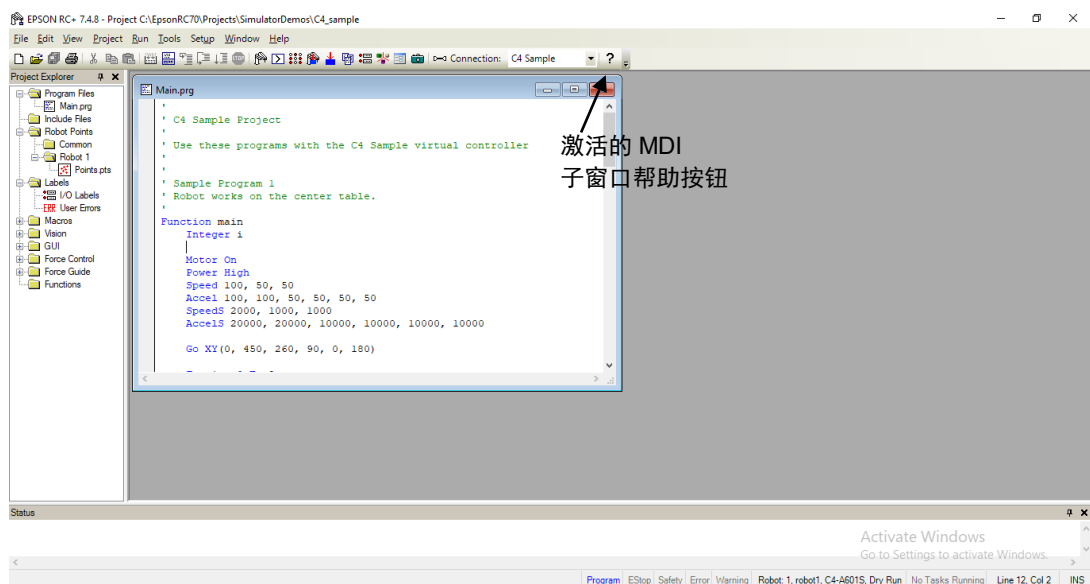 EPSON RC+ 7.4.8 - Project C:\EpsonRC70\Projects\SimulatorDemos\C4_sample
File Edit View Project Run Tools Setup Window Help
Connection: C4 Sample ?
Project Explorer
Program Files
Main.prg
Include Files
Robot Points
Common
Robot 1
Points.pts
Labels
I/O Labels
ERR User Errors
Macros
Vision
GUI
Force Control
Force Guide
Functions
Main.prg
'
' C4 Sample Project
'
' Use these programs with the C4 Sample virtual controller
'
'
' Sample Program 1
' Robot works on the center table.
'
Function main
Integer i
Motor On
Power High
Speed 100, 50, 50
Accel 100, 100, 50, 50, 50, 50
SpeedS 2000, 1000, 1000
AccelS 20000, 20000, 10000, 10000, 10000, 10000
Go XY(0, 450, 260, 90, 0, 180)
激活的 MDI
子窗口帮助按钮
Status
Activate Windows
Go to Settings to activate Windows.
Program EStop Safety Error Warning Robot: 1, robot1, C4-A601S, Dry Run No Tasks Running Line 12, Col 2 INS